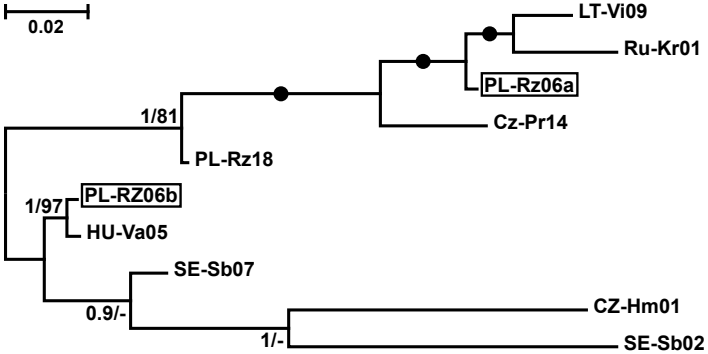 LT-Vi09
0.02
Ru-Kr01
PL-Rz06a
1/81
Cz-Pr14
PL-Rz18
PL-RZ06b
1/97
HU-Va05
SE-Sb07
0.9/-
CZ-Hm01
1/-
SE-Sb02